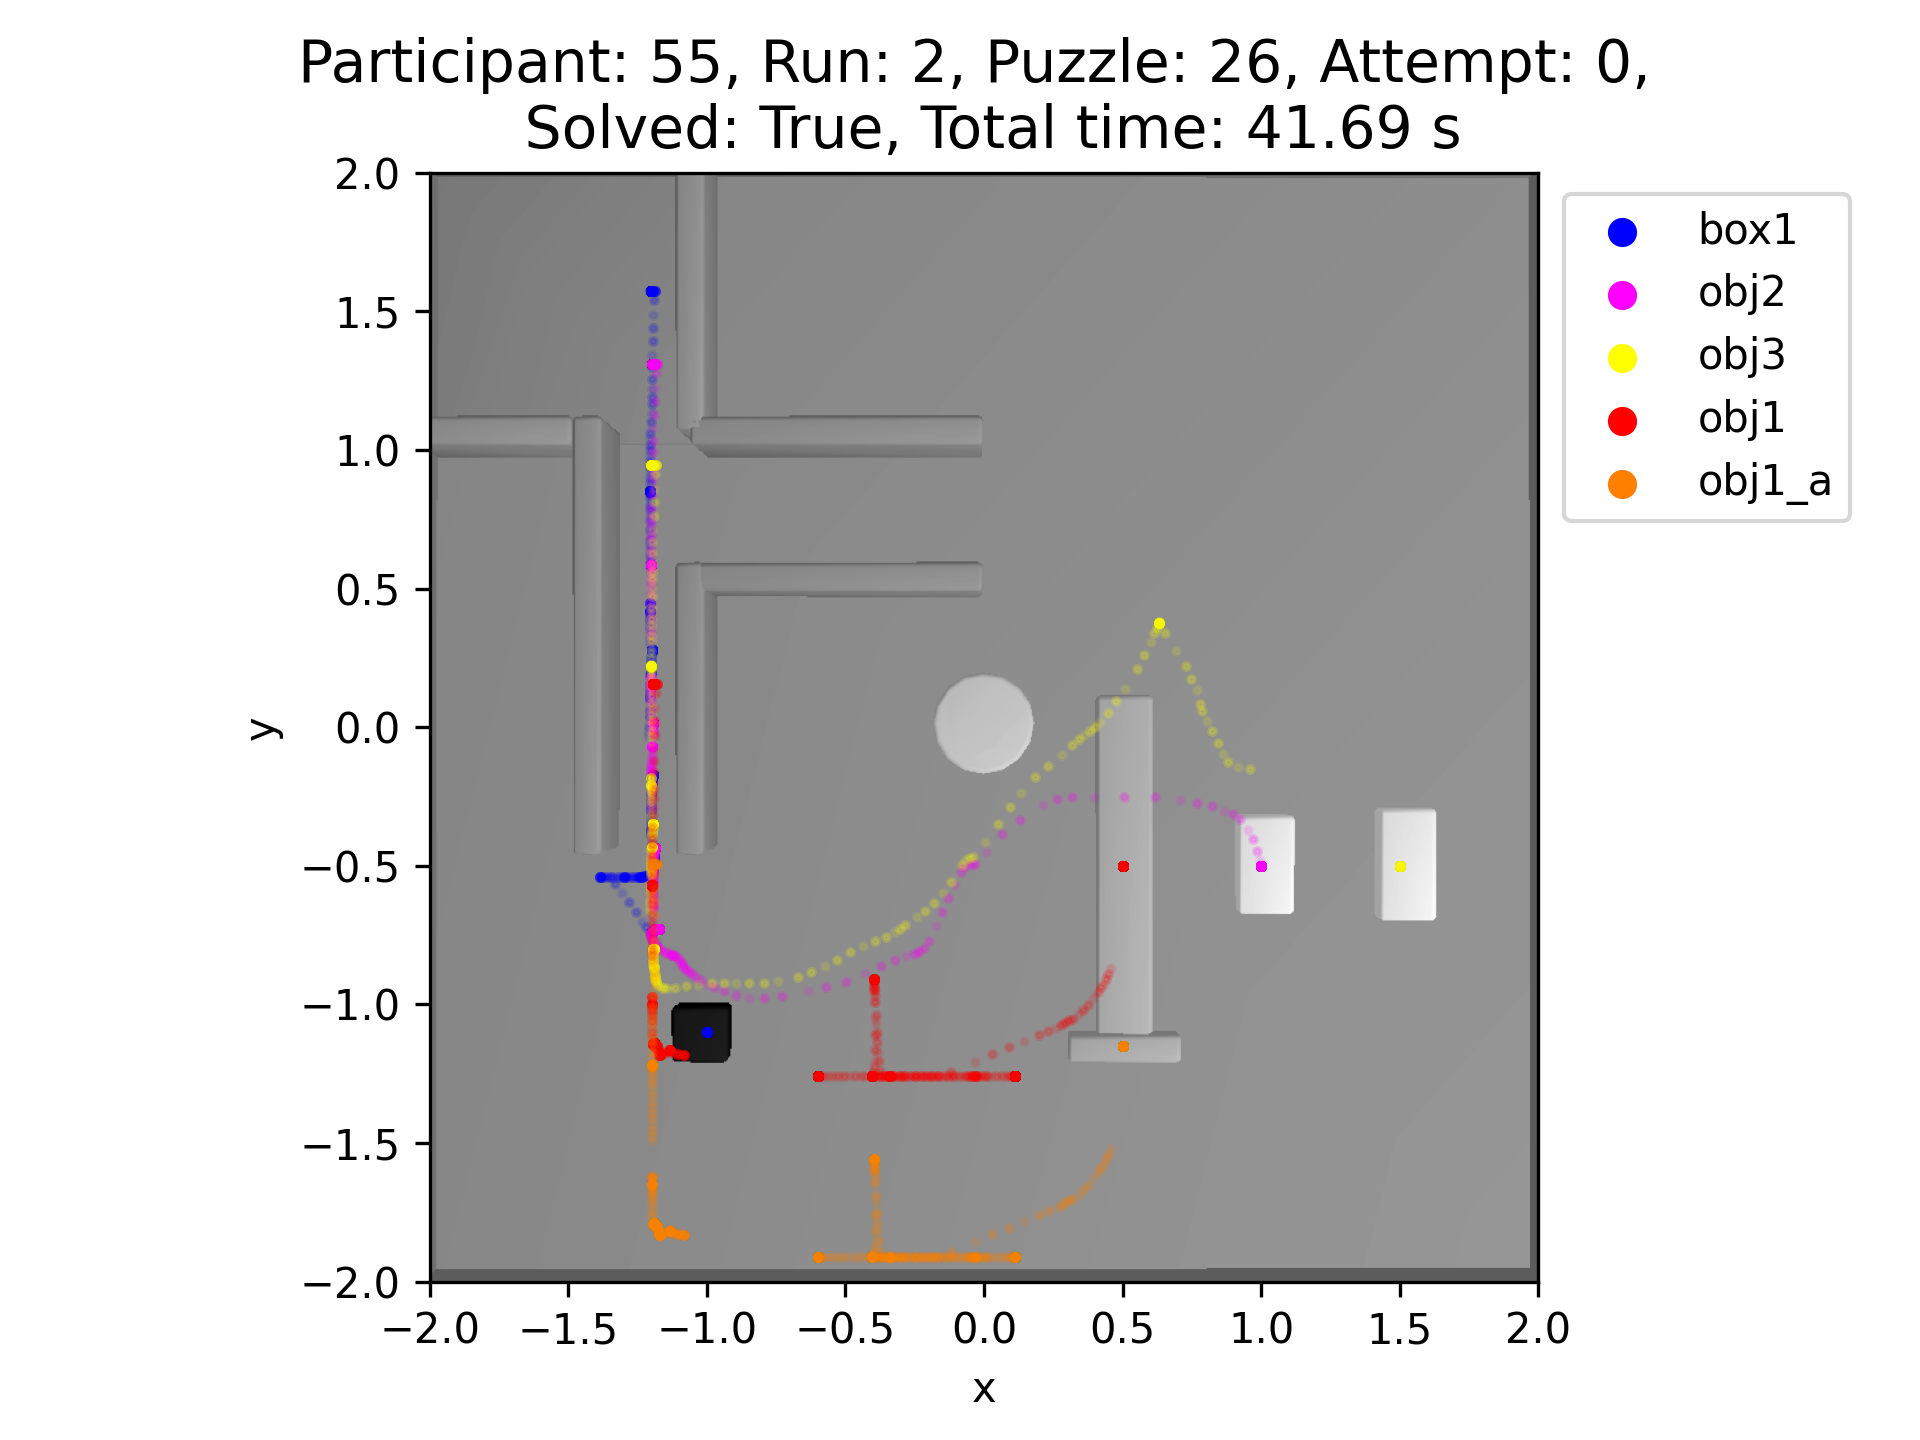 Participant: 55, Run: 2, Puzzle: 26, Attempt: 0,
Solved: True, Total time: 41.69 s
2.0
1.5
1.0
0.5
0.0
−0.5
−1.0
−1.5
−2.0
y
−2.0 −1.5 −1.0 −0.5 0.0 0.5 1.0 1.5 2.0
x
box1
obj2
obj3
obj1
obj1_a